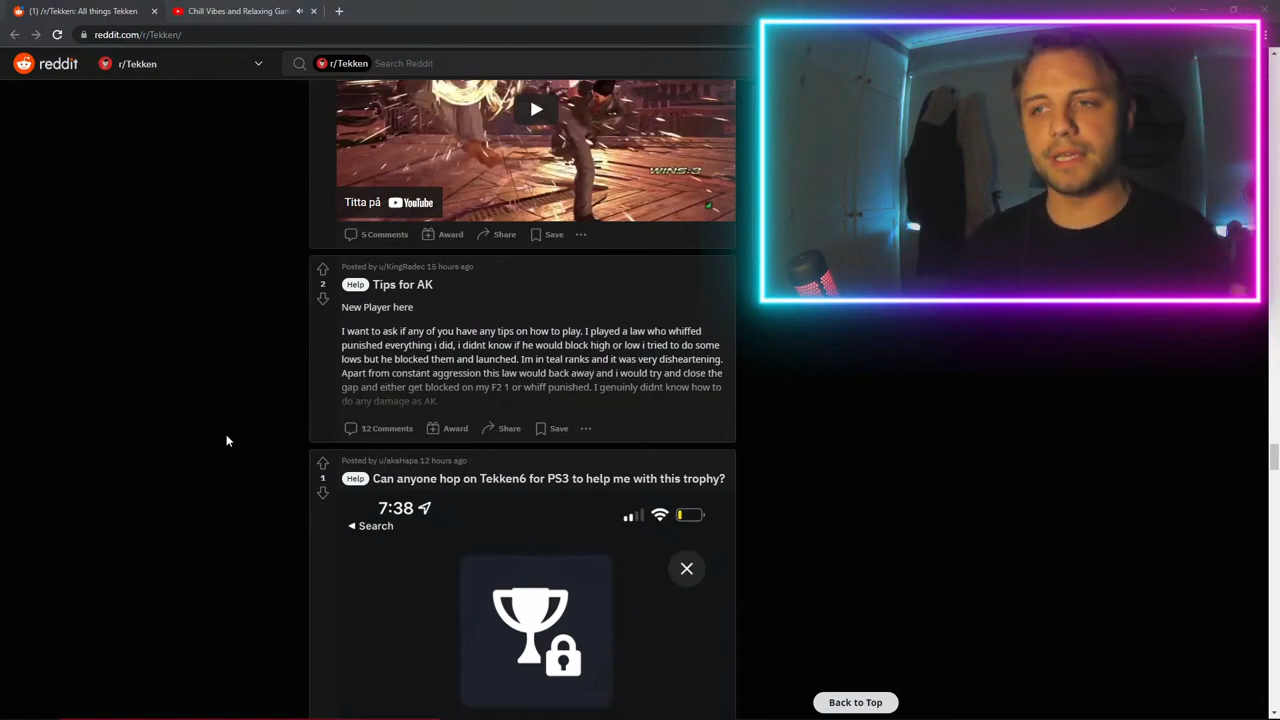 (1) /r/Tekken: All things Tekken
Chill Vibes and Relaxing Gam
reddit.com/r/Tekken/
reddit
r/Tekken
r/Tekken
Search Reddit
WINS:3
Titta på YouTube
5 Comments
Award
Share
Save
Posted by u/KingRadec 15 hours ago
2
Help Tips for AK
New Player here
I want to ask if any of you have any tips on how to play. I played a law who whiffed
punished everything i did, i didnt know if he would block high or low i tried to do some
lows but he blocked them and launched. Im in teal ranks and it was very disheartening.
Apart from constant aggression this law would back away and i would try and close the
gap and either get blocked on my F2 1 or whiff punished. I genuinly didnt know how to
do any damage as AK.
12 Comments
Award
Share
Save
Posted by u/akaHapa 12 hours ago
1
Help Can anyone hop on Tekken6 for PS3 to help me with this trophy?
7:38
Search
Back to Top